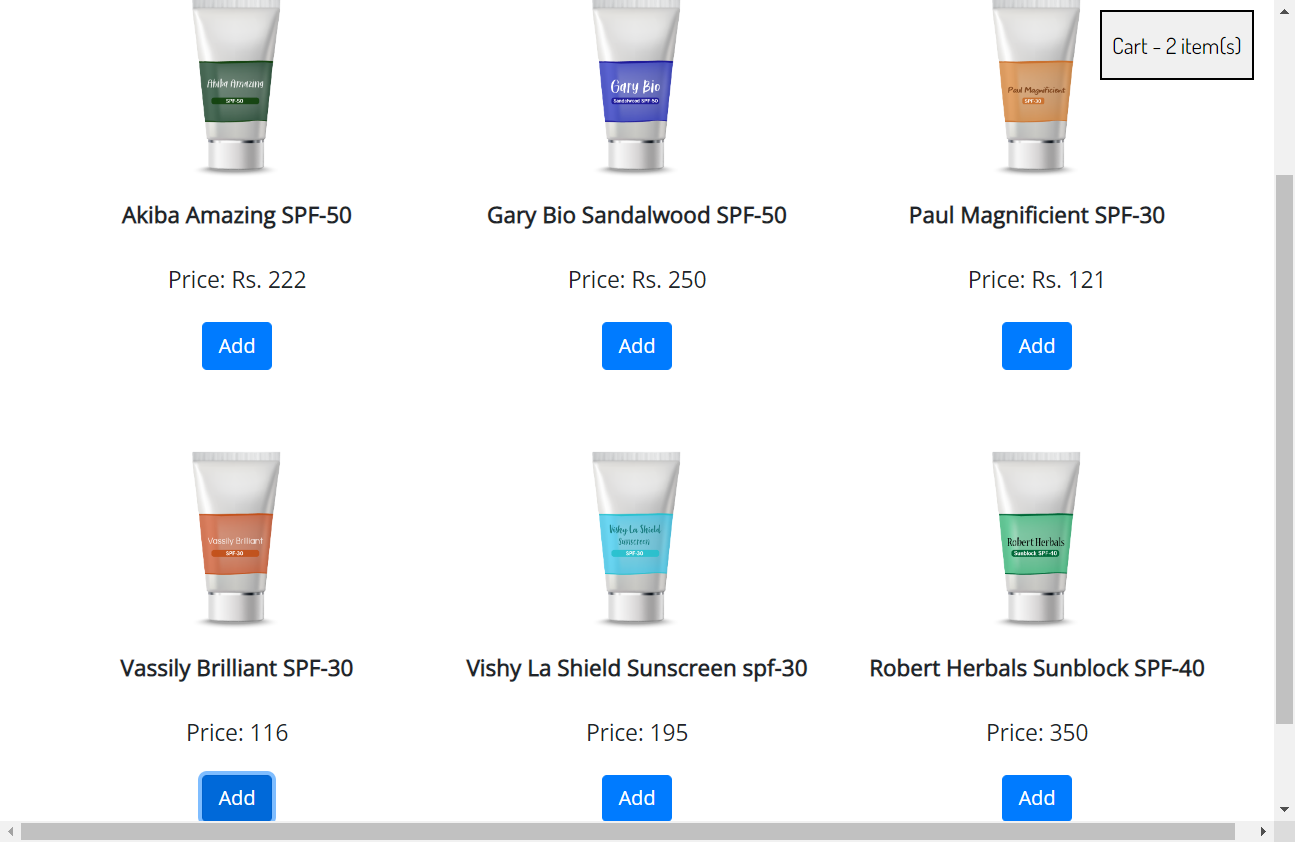 Cart - 2 item(s)
Akiba Amazing
SPF-50
Gary Bio
Sandalwood SPF-50
Paul Magnificient
SPF-30
Akiba Amazing SPF-50
Gary Bio Sandalwood SPF-50
Paul Magnificient SPF-30
Price: Rs. 222
Price: Rs. 250
Price: Rs. 121
Add
Add
Add
Vassily Brilliant
SPF-30
Vishy La Shield
Sunscreen
SPF-30
Robert Herbals
Sunblock SPF-40
Vassily Brilliant SPF-30
Vishy La Shield Sunscreen spf-30
Robert Herbals Sunblock SPF-40
Price: 116
Price: 195
Price: 350
Add
Add
Add